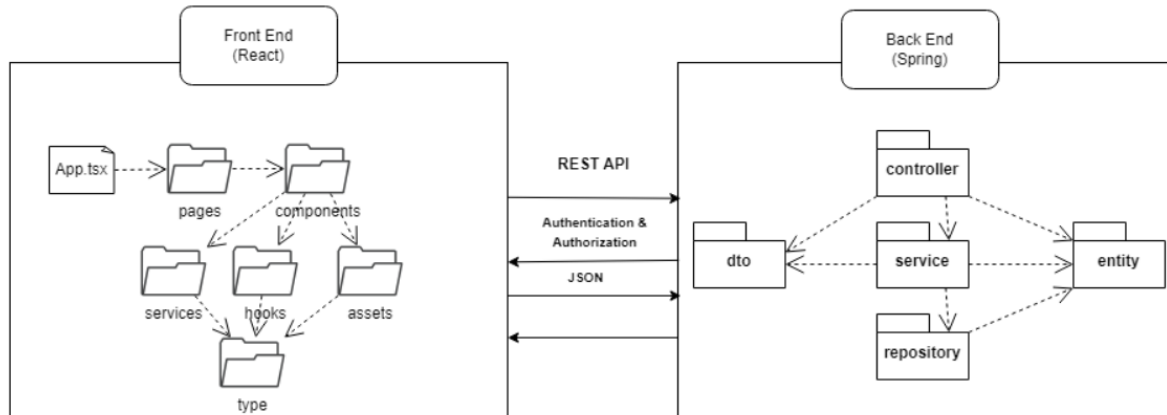 Front End
(React)
Back End
(Spring)
App.tsx
pages
components
services
hooks
assets
type
REST API
Authentication &
Authorization
JSON
controller
dto
service
entity
repository